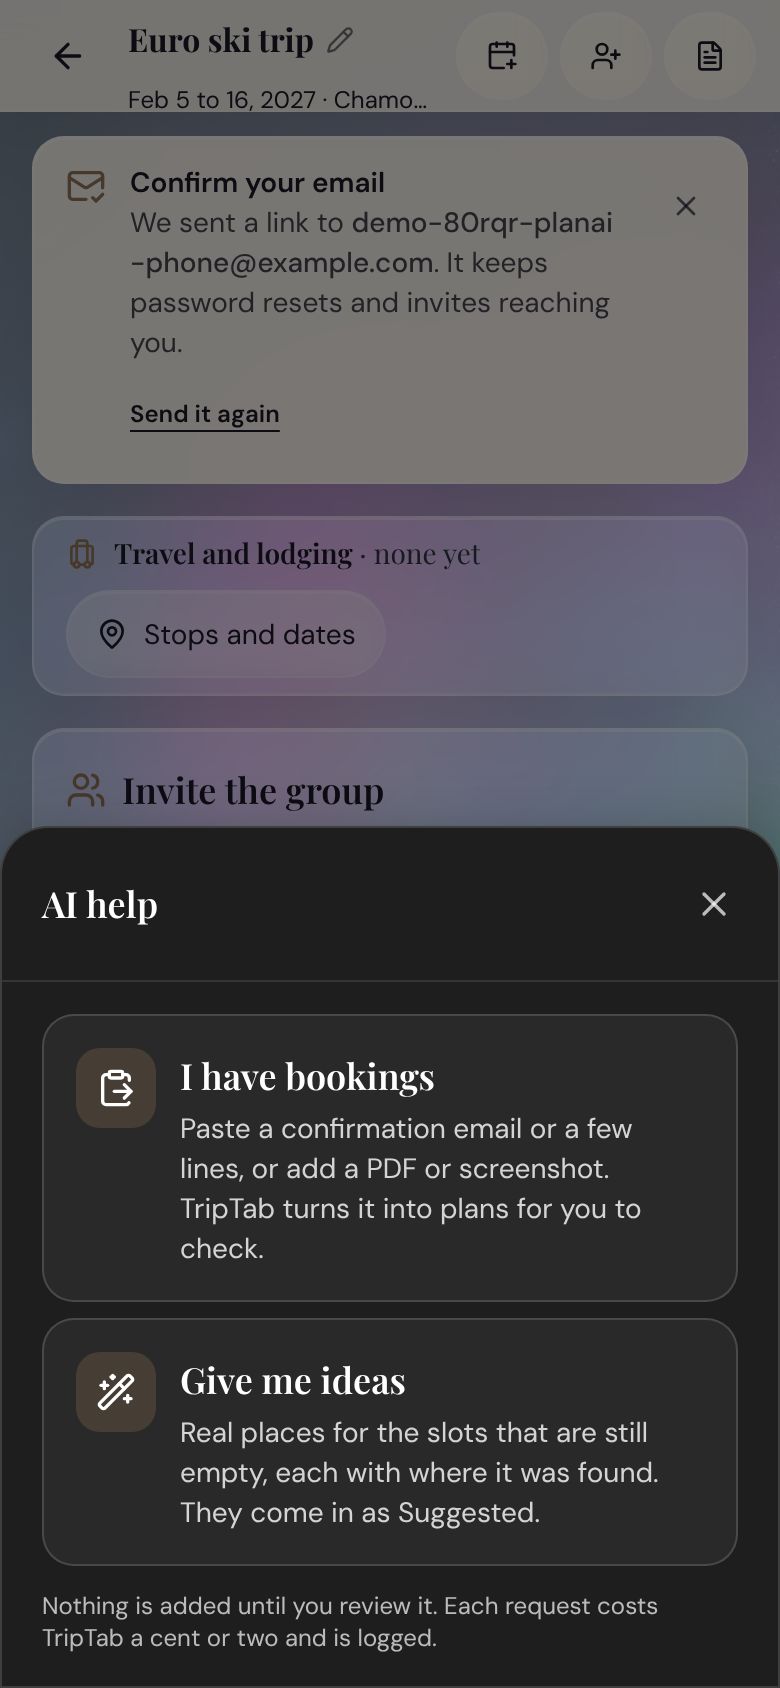 Euro ski trip
Feb 5 to 16, 2027 · Chamo...
Confirm your email
We sent a link to demo-80rqr-planai
-phone@example.com. It keeps
password resets and invites reaching
you.
Send it again
Travel and lodging · none yet
Stops and dates
Invite the group
AI help
I have bookings
Paste a confirmation email or a few
lines, or add a PDF or screenshot.
TripTab turns it into plans for you to
check.
Give me ideas
Real places for the slots that are still
empty, each with where it was found.
They come in as Suggested.
Nothing is added until you review it. Each request costs
TripTab a cent or two and is logged.